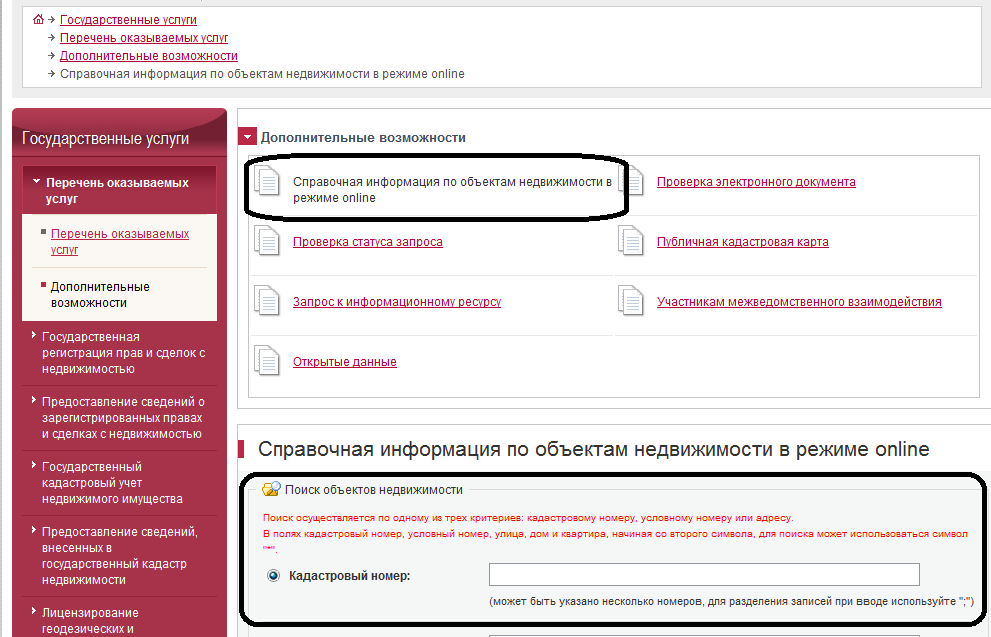 Государственные услуги
Перечень оказываемых услуг
Дополнительные возможности
Справочная информация по объектам недвижимости в режиме online
Государственные услуги
Перечень оказываемых
услуг
Перечень оказываемых
услуг
Дополнительные
возможности
Государственная
регистрация прав и сделок с
недвижимостью
Предоставление сведений о
зарегистрированных правах
и сделках с недвижимостью
Государственный
кадастровый учет
недвижимого имущества
Предоставление сведений,
внесенных в
государственный кадастр
недвижимости
Лицензирование
геодезических и
Дополнительные возможности
Справочная информация по объектам недвижимости в
режиме online
Проверка электронного документа
Проверка статуса запроса
Публичная кадастровая карта
Запрос к информационному ресурсу
Участникам межведомственного взаимодействия
Открытые данные
Справочная информация по объектам недвижимости в режиме online
Поиск объектов недвижимости
Поиск осуществляется по одному из трех критериев: кадастровому номеру, условному номеру или адресу.
В полях кадастровый номер, условный номер, улица, дом и квартира, начиная со второго символа, для поиска может использоваться символ
"*".
Кадастровый номер:
(может быть указано несколько номеров, для разделения записей при вводе используйте ";")